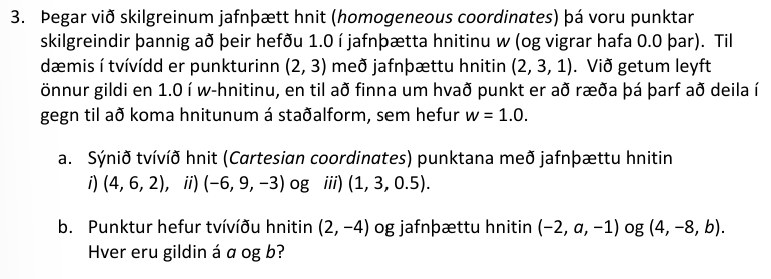 3. Þegar við skilgreinum jafnþætt hnit (homogeneous coordinates) þá voru punktar
skilgreindir þannig að þeir hefðu 1.0 í jafnþætta hnitinu w (og vigrar hafa 0.0 þar). Til
dæmis í tvívídd er punkturinn (2, 3) með jafnþættu hnitin (2, 3, 1). Við getum leyft
önnur gildi en 1.0 í w-hnitinu, en til að finna um hvað punkt er að ræða þá þarf að deila í
gegn til að koma hnitunum á staðalform, sem hefur w = 1.0.
a. Sýnið tvívíð hnit (Cartesian coordinates) punktana með jafnþættu hnitin
i) (4, 6, 2), ii) (−6, 9, −3) og iii) (1, 3, 0.5).
b. Punktur hefur tvívíðu hnitin (2, −4) og jafnþættu hnitin (−2, a, −1) og (4, −8, b).
Hver eru gildin á a og b?